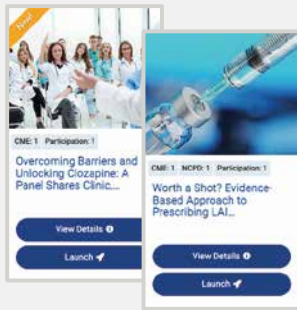 New!
CME: 1 Participation: 1
Overcoming Barriers and
Unlocking Clozapine: A
Panel Shares Clinic...
View Details
Launch
CME: 1 NCPD: 1 Participation: 1
Worth a Shot? Evidence-
Based Approach to
Prescribing LAI...
View Details
Launch